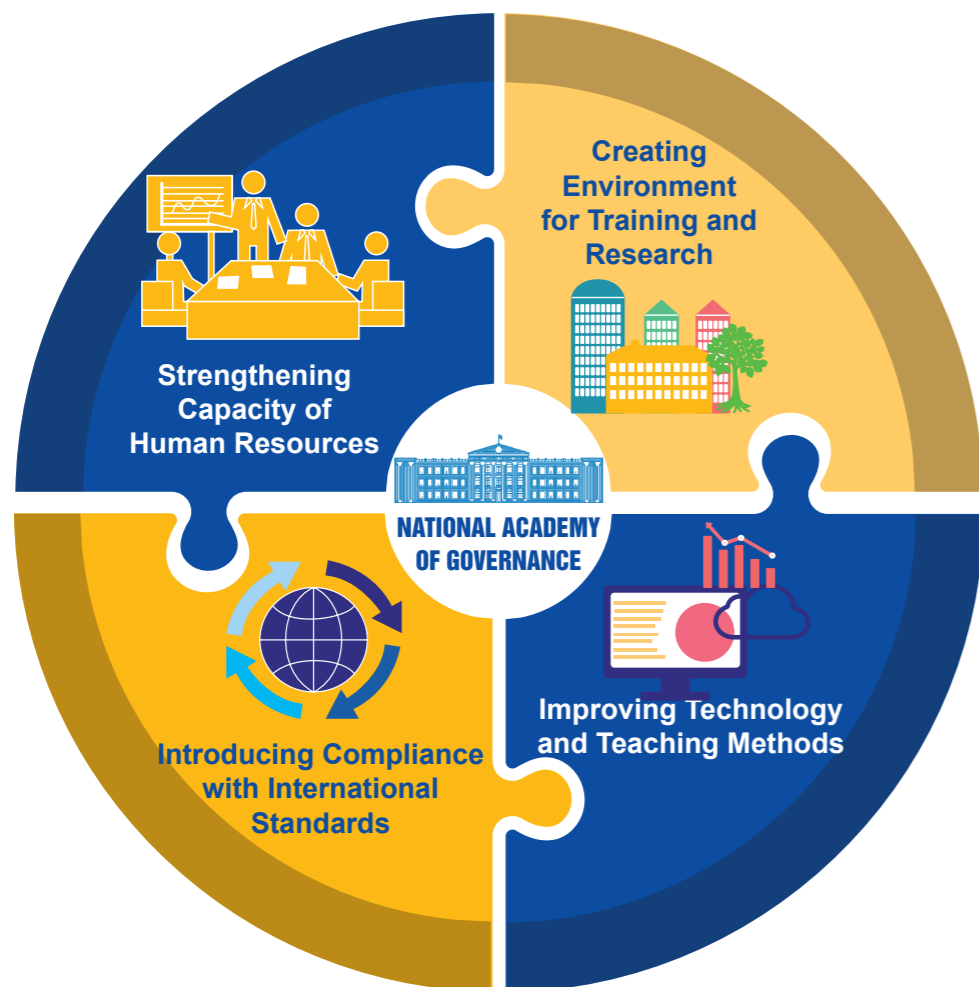 Creating
Environment
for Training and
Research
Strengthening
Capacity of
Human Resources
NATIONAL ACADEMY
OF GOVERNANCE
Improving Technology
and Teaching Methods
Introducing Compliance
with International
Standards